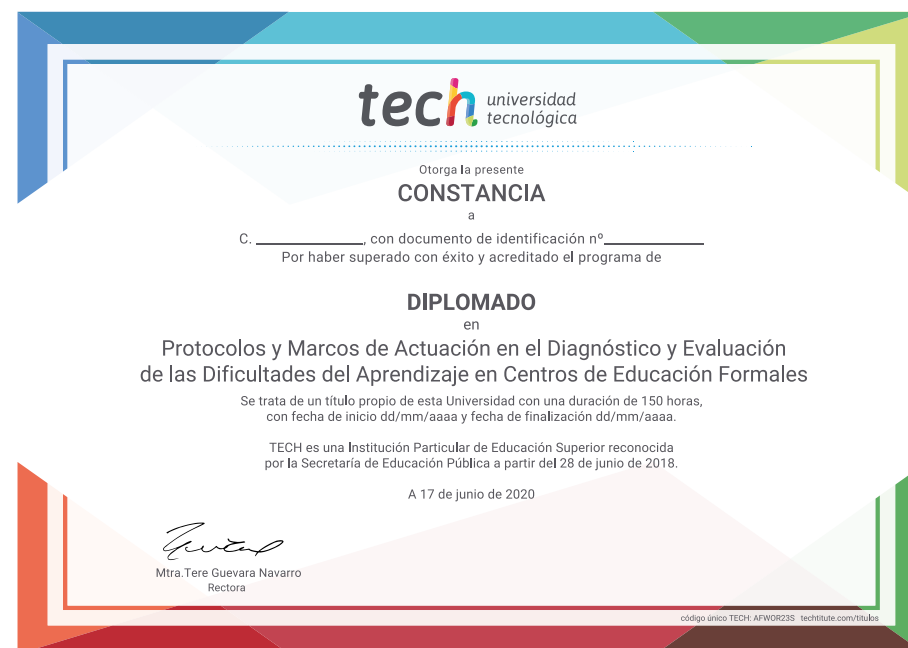 tech universidad
tecnológica
Otorga la presente
CONSTANCIA
a
C. ______________, con documento de identificación nº_____________
Por haber superado con éxito y acreditado el programa de
DIPLOMADO
en
Protocolos y Marcos de Actuación en el Diagnóstico y Evaluación
de las Dificultades del Aprendizaje en Centros de Educación Formales
Se trata de un título propio de esta Universidad con una duración de 150 horas,
con fecha de inicio dd/mm/aaaa y fecha de finalización dd/mm/aaaa.
TECH es una Institución Particular de Educación Superior reconocida
por la Secretaría de Educación Pública a partir del 28 de junio de 2018.
A 17 de junio de 2020
Mtra.Tere Guevara Navarro
Rectora
código único TECH: AFWOR23S techtitute.com/titulos